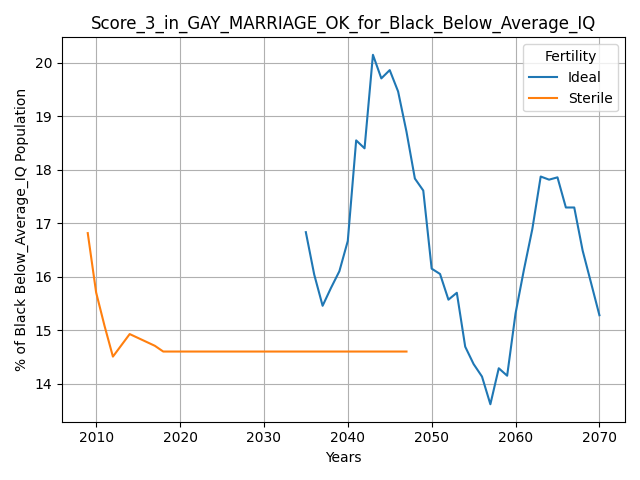 Score_3_in_GAY_MARRIAGE_OK_for_Black_Below_Average_IQ
% of Black Below_Average_IQ Population
20
19
18
17
16
15
14
Fertility
Ideal
Sterile
2010 2020 2030 2040 2050 2060 2070
Years